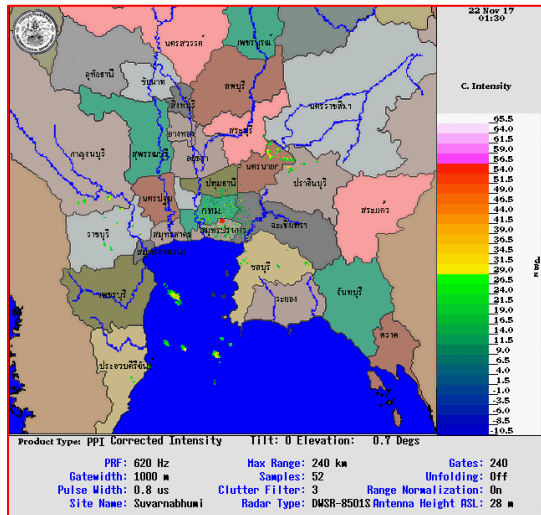 22 Nov 17
01:30
C. Intensity
65.5
64.0
61.5
59.0
56.5
54.0
51.5
49.0
46.5
44.0
41.5
39.0
36.5
34.0
31.5
29.0
26.5
24.0
21.5
19.0
16.5
14.0
11.5
9.0
6.5
4.0
1.5
-1.0
-3.5
-6.0
-8.5
-10.5
นครสวรรค์
เพชรบูรณ์
อุทัยธานี
ชัยนาท
ลพบุรี
นครราชสีมา
สิงห์บุรี
อ่างทอง
สระบุรี
กาญจนบุรี
สุพรรณบุรี
อยุธยา
นครนายก
ปราจีนบุรี
ปทุมธานี
นครปฐม
กทม.
สระแก้ว
ราชบุรี
สมุทรสาคร
สมุทรปราการ
ฉะเชิงเทรา
สมุทรสงคราม
ชลบุรี
เพชรบุรี
ระยอง
จันทบุรี
ตราด
ประจวบคีรีขันธ์
Product Type: PPI Corrected Intensity Tilt: 0 Elevation: 0.7 Degs
PRF: 620 Hz Max Range: 240 km Gates: 240
Gatewidth: 1000 m Samples: 52 Unfolding: Off
Pulse Width: 0.8 us Clutter Filter: 3 Range Normalization: On
Site Name: Suvarnabhumi Radar Type: DWSR-8501S Antenna Height ASL: 28 m